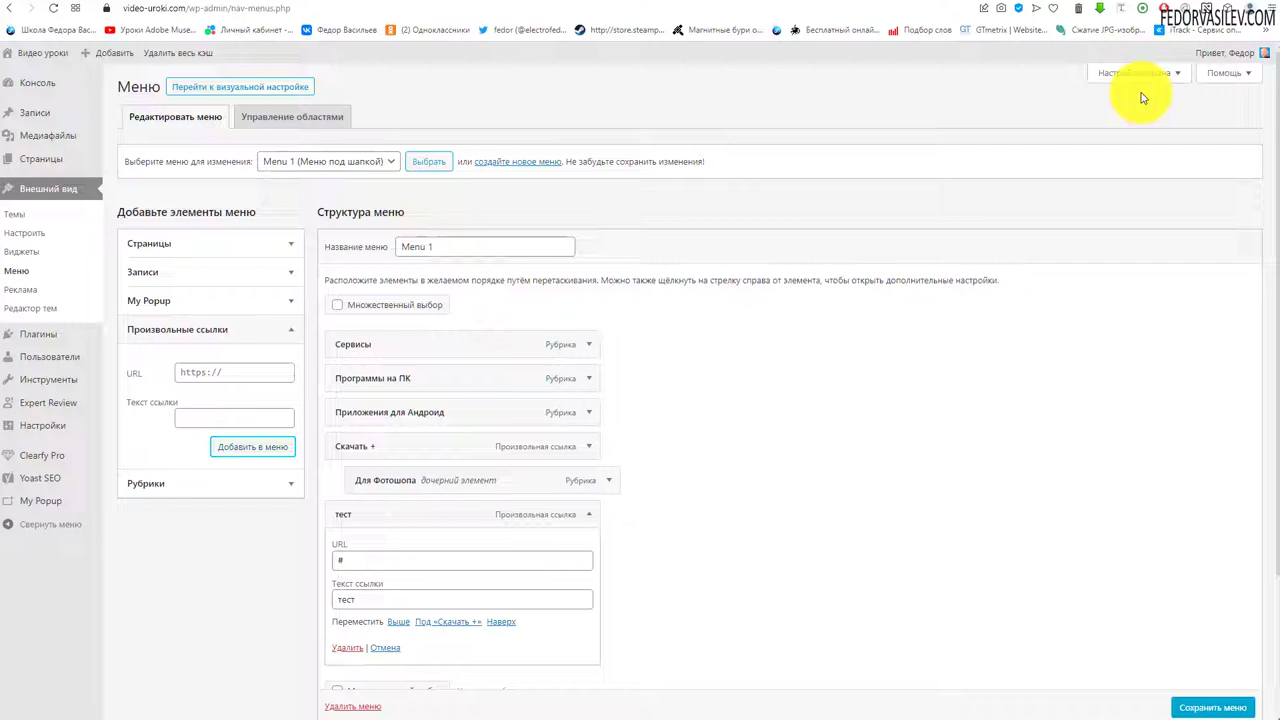 video-uroki.com/wp-admin/nav-menus.php
FEDORVASILEV.COM
Школа Федора Вас...
Уроки Adobe Muse...
Личный кабинет -...
Федор Васильев
(2) Одноклассники
fedor (@electrofed...
http://store.steamp...
Магнитные бури о...
Бесплатный онлай...
Подбор слов
GTmetrix | Website...
Сжатие JPG-изобр...
iTrack - Сервис оп...
Видео уроки
Добавить
Удалить весь кэш
Привет, Федор
Консоль
Записи
Медиафайлы
Страницы
Внешний вид
Темы
Настроить
Виджеты
Меню
Реклама
Редактор тем
Плагины
Пользователи
Инструменты
Expert Review
Настройки
Clearfy Pro
Yoast SEO
My Popup
Свернуть меню
Меню
Перейти к визуальной настройке
Помощь
Редактировать меню
Управление областями
Выберите меню для изменения: Menu 1 (Меню под шапкой) Выбрать или создайте новое меню. Не забудьте сохранить изменения!
Добавьте элементы меню
Страницы
Записи
My Popup
Произвольные ссылки
URL https://
Текст ссылки
Добавить в меню
Рубрики
Структура меню
Название меню Menu 1
Расположите элементы в желаемом порядке путём перетаскивания. Можно также щёлкнуть на стрелку справа от элемента, чтобы открыть дополнительные настройки.
Множественный выбор
Сервисы Рубрика
Программы на ПК Рубрика
Приложения для Андроид Рубрика
Скачать + Произвольная ссылка
Для Фотошопа дочерний элемент Рубрика
тест Произвольная ссылка
URL
#
Текст ссылки
тест
Переместить Выше Под «Скачать +» Наверх
Удалить | Отмена
Удалить меню
Сохранить меню